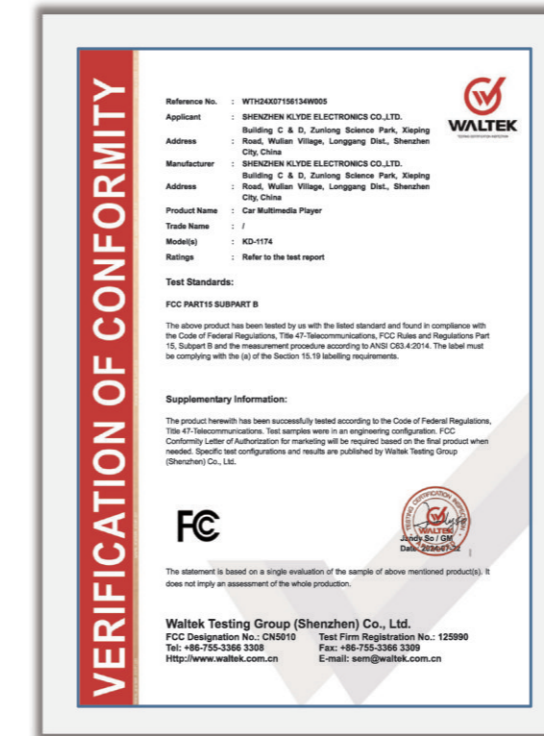 VERIFICATION OF CONFORMITY
WALTEK
Reference No. : WTH24X07156134W005
Applicant : SHENZHEN KLYDE ELECTRONICS CO.,LTD.
Address : Building C & D, Zunlong Science Park, Xieping
Road, Wulian Village, Longgang Dist., Shenzhen
City, China
Manufacturer : SHENZHEN KLYDE ELECTRONICS CO.,LTD.
Address : Building C & D, Zunlong Science Park, Xieping
Road, Wulian Village, Longgang Dist., Shenzhen
City, China
Product Name : Car Multimedia Player
Trade Name : /
Model(s) : KD-1174
Ratings : Refer to the test report
Test Standards:
FCC PART15 SUBPART B
The above product has been tested by us with the listed standard and found in compliance with
the Code of Federal Regulations, Title 47-Telecommunications, FCC Rules and Regulations Part
15, Subpart B and the measurement procedure according to ANSI C63.4:2014. The label must
be complying with the (a) of the Section 15.19 labelling requirements.
Supplementary Information:
The product herewith has been successfully tested according to the Code of Federal Regulations,
Title 47-Telecommunications. Test samples were in an engineering configuration. FCC
Conformity Letter of Authorization for marketing will be required based on the final product when
needed. Specific test configurations and results are published by Waltek Testing Group
(Shenzhen) Co., Ltd.
FC
WALTEK
Jandy So / GM
Date: 2024-07-22
The statement is based on a single evaluation of the sample of above mentioned product(s). It
does not imply an assessment of the whole production.
Waltek Testing Group (Shenzhen) Co., Ltd.
FCC Designation No.: CN5010 Test Firm Registration No.: 125990
Tel: +86-755-3366 3308 Fax: +86-755-3366 3309
Http://www.waltek.com.cn E-mail: sem@waltek.com.cn